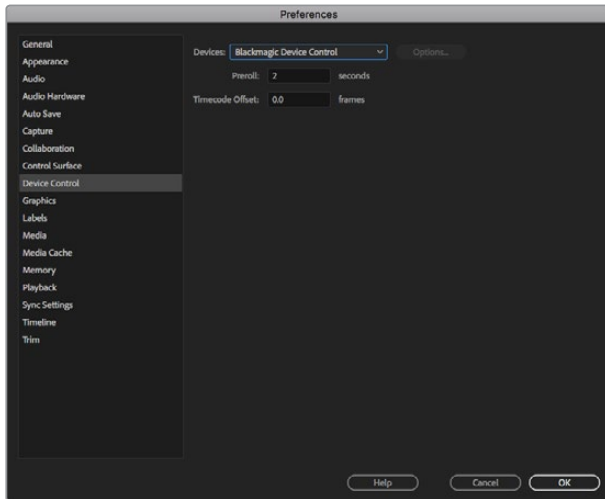 Preferences
General
Appearance
Audio
Audio Hardware
Auto Save
Capture
Collaboration
Control Surface
Device Control
Graphics
Labels
Media
Media Cache
Memory
Playback
Sync Settings
Timeline
Trim
Devices: Blackmagic Device Control Options...
Preroll: 2 seconds
Timecode Offset: 0.0 frames
Help Cancel OK